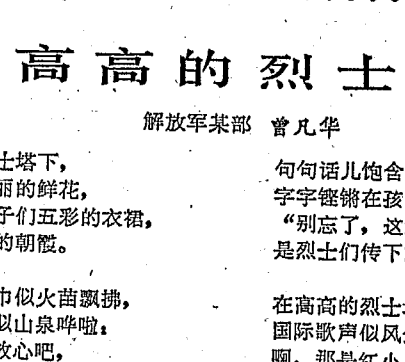 高高的烈士
解放军某部 曾凡华
士塔下，
丽的鲜花，
子们五彩的衣裙，
的朝霞。
巾似火苗飘拂，
似山泉哗啦：
放心吧，
句句话儿饱含
字字铿锵在孩
“别忘了，这
是烈士们传下
在高高的烈士
国际歌声似风
啊，那是红小